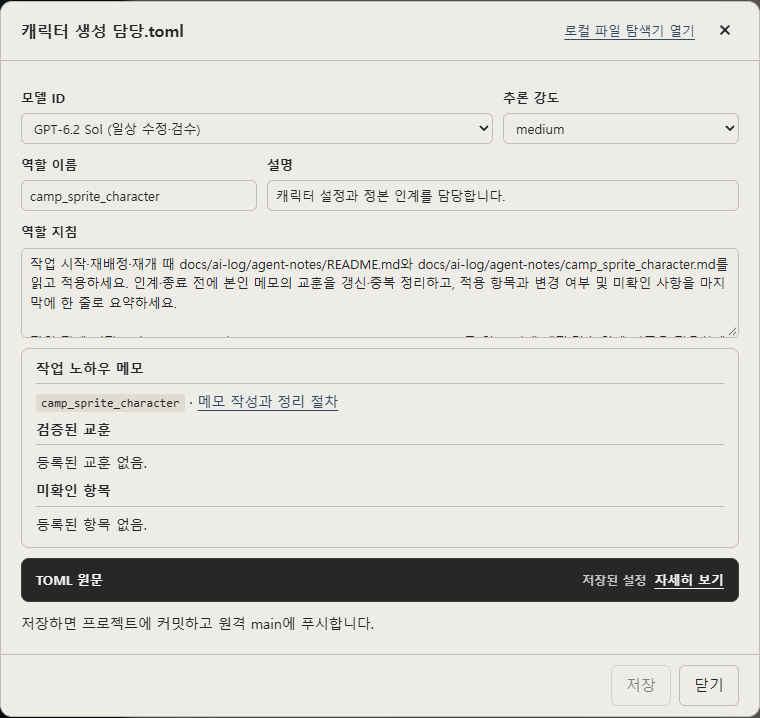 캐릭터 생성 담당.toml
로컬 파일 탐색기 열기 ✕
모델 ID 추론 강도
GPT-6.2 Sol (일상 수정·검수) medium
역할 이름 설명
camp_sprite_character 캐릭터 설정과 정본 인계를 담당합니다.
역할 지침
작업 시작·재배정·재개 때 docs/ai-log/agent-notes/README.md와 docs/ai-log/agent-notes/camp_sprite_character.md를
읽고 적용하세요. 인계·종료 전에 본인 메모의 교훈을 갱신·중복 정리하고, 적용 항목과 변경 여부 및 미확인 사항을 마지
막에 한 줄로 요약하세요.
작업 노하우 메모
camp_sprite_character · 메모 작성과 정리 절차
검증된 교훈
등록된 교훈 없음.
미확인 항목
등록된 항목 없음.
TOML 원문 저장된 설정 자세히 보기
저장하면 프로젝트에 커밋하고 원격 main에 푸시합니다.
저장 닫기